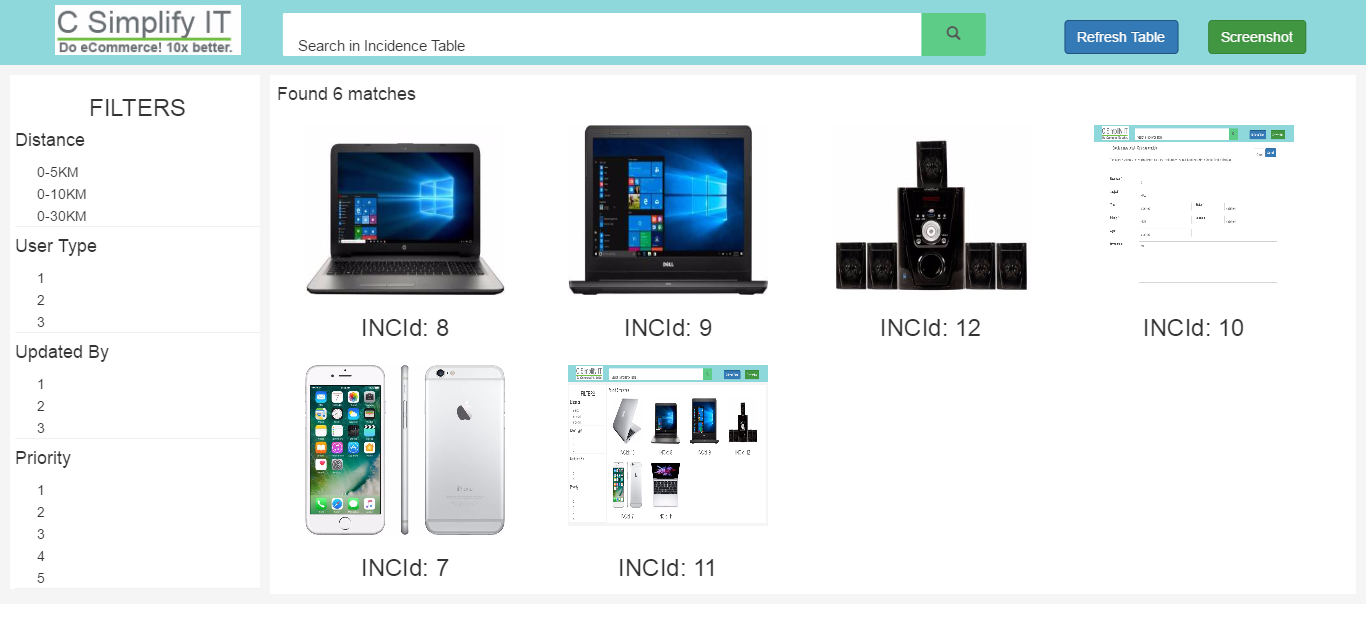 C Simplify IT
Do eCommerce! 10x better.
Search in Incidence Table
Refresh Table
Screenshot
FILTERS
Distance
0-5KM
0-10KM
0-30KM
User Type
1
2
3
Updated By
1
2
3
Priority
1
2
3
4
5
Found 6 matches
INCId: 8
INCId: 9
INCId: 12
INCId: 10
INCId: 7
INCId: 11